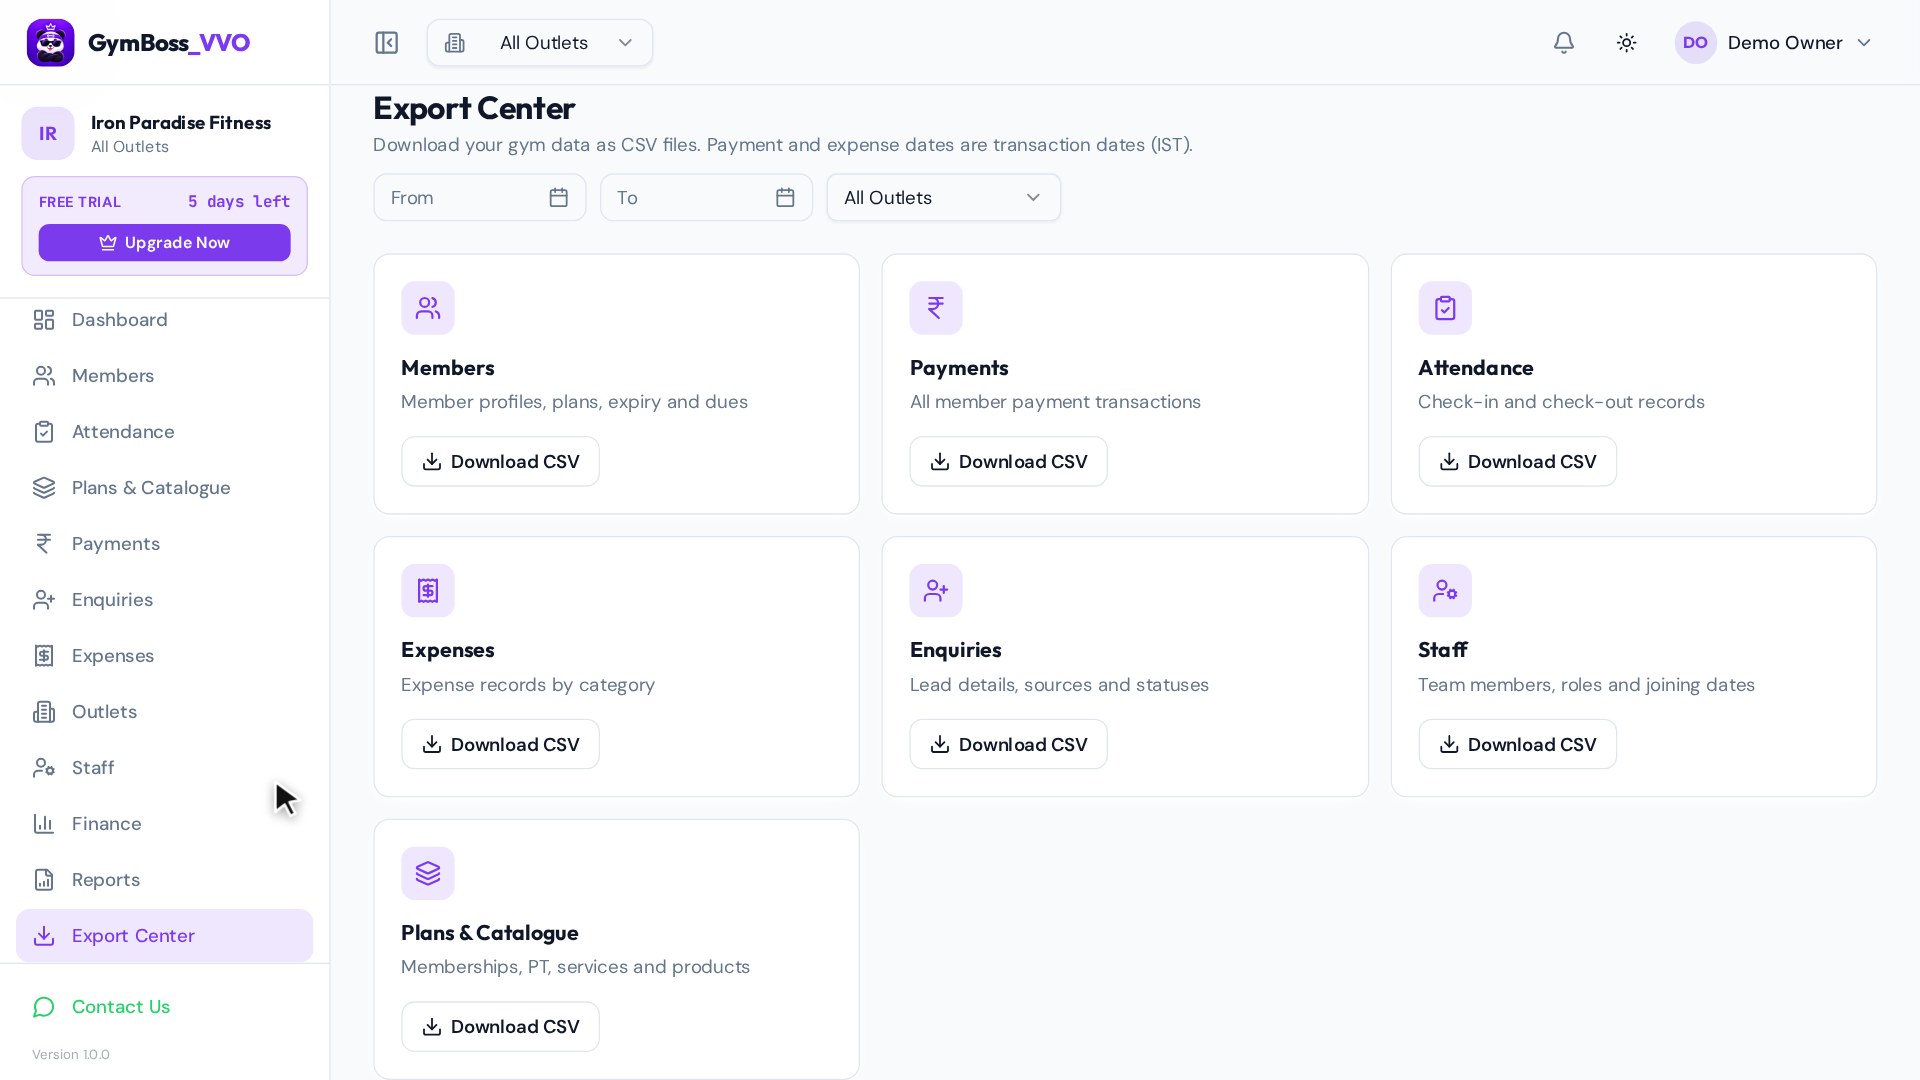 GymBoss_VVO
All Outlets
DO
Demo Owner
IR
Iron Paradise Fitness
All Outlets
FREE TRIAL
5 days left
Upgrade Now
Dashboard
Members
Attendance
Plans & Catalogue
Payments
Enquiries
Expenses
Outlets
Staff
Finance
Reports
Export Center
Contact Us
Version 1.0.0
Export Center
Download your gym data as CSV files. Payment and expense dates are transaction dates (IST).
From
To
All Outlets
Members
Member profiles, plans, expiry and dues
Download CSV
Payments
All member payment transactions
Download CSV
Attendance
Check-in and check-out records
Download CSV
Expenses
Expense records by category
Download CSV
Enquiries
Lead details, sources and statuses
Download CSV
Staff
Team members, roles and joining dates
Download CSV
Plans & Catalogue
Memberships, PT, services and products
Download CSV